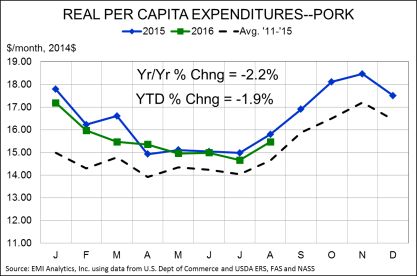 REAL PER CAPITA EXPENDITURES--PORK
$/month, 2014$
2015 2016 Avg. '11-'15
19.00
18.00
17.00
16.00
15.00
14.00
13.00
12.00
11.00
Yr/Yr % Chng = -2.2%
YTD % Chng = -1.9%
J F M A M J J A S O N D
Source: EMI Analytics, Inc. using data from U.S. Dept of Commerce and USDA ERS, FAS and NASS